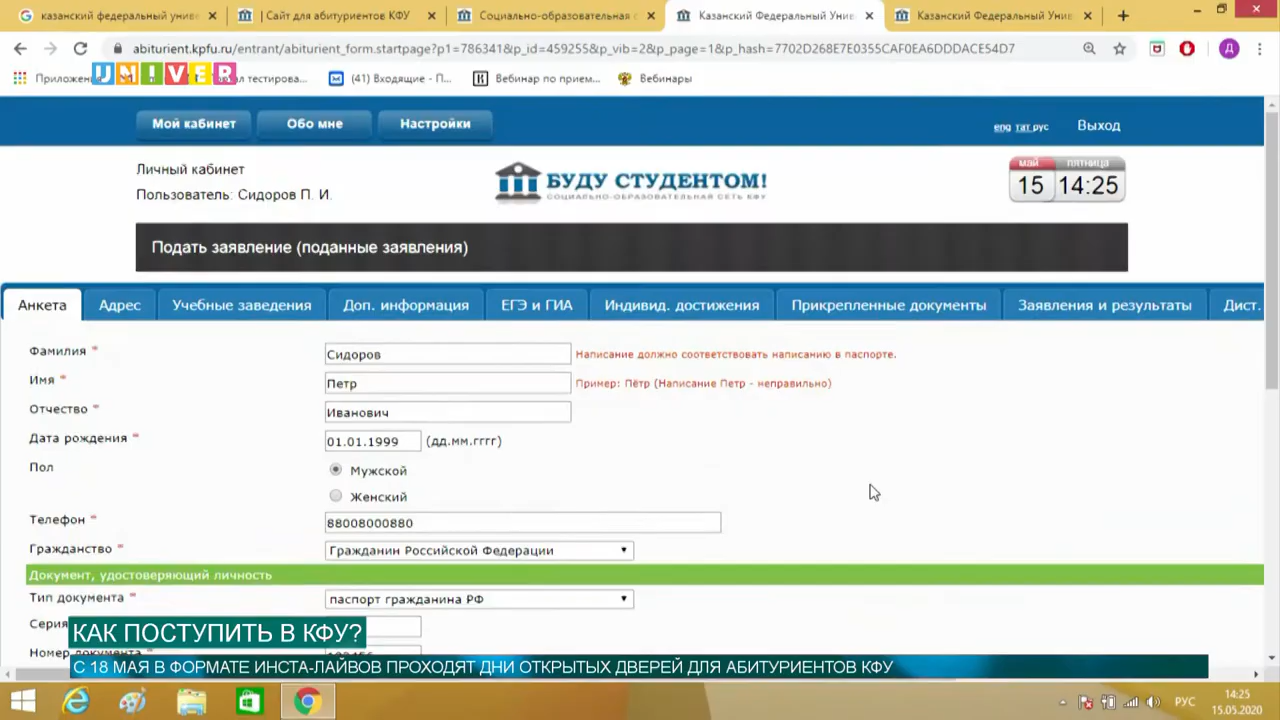 казанский федеральный униве
| Сайт для абитуриентов КФУ
Социально-образовательная с
Казанский Федеральный Унив
Казанский Федеральный Унив
abiturient.kpfu.ru/entrant/abiturient_form.startpage?p1=786341&p_id=459255&p_vib=2&p_page=1&p_hash=7702D268E7E0355CAF0EA6DDDACE54D7
Д
Приложен
UNIVER
тестирова...
(41) Входящие - П...
Вебинар по прием...
Вебинары
Мой кабинет
Обо мне
Настройки
eng тат рус
Выход
Личный кабинет
Пользователь: Сидоров П. И.
БУДУ СТУДЕНТОМ!
СОЦИАЛЬНО-ОБРАЗОВАТЕЛЬНАЯ СЕТЬ КФУ
май пятница
15 14:25
Подать заявление (поданные заявления)
Анкета
Адрес
Учебные заведения
Доп. информация
ЕГЭ и ГИА
Индивид. достижения
Прикрепленные документы
Заявления и результаты
Дист.
Фамилия * Сидоров Написание должно соответствовать написанию в паспорте.
Имя * Петр Пример: Пётр (Написание Петр - неправильно)
Отчество * Иванович
Дата рождения * 01.01.1999 (дд.мм.гггг)
Пол Мужской
Женский
Телефон * 88008000880
Гражданство * Гражданин Российской Федерации
Документ, удостоверяющий личность
Тип документа * паспорт гражданина РФ
Серия
Номер документа
КАК ПОСТУПИТЬ В КФУ?
С 18 МАЯ В ФОРМАТЕ ИНСТА-ЛАЙВОВ ПРОХОДЯТ ДНИ ОТКРЫТЫХ ДВЕРЕЙ ДЛЯ АБИТУРИЕНТОВ КФУ
РУС
14:25
15.05.2020